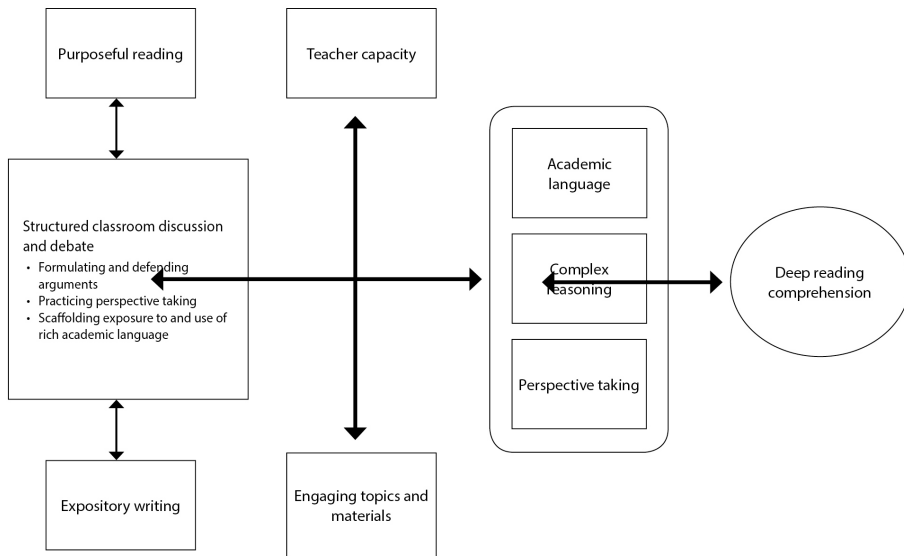 Purposeful reading
Teacher capacity
Structured classroom discussion
and debate
• Formulating and defending
arguments
• Practicing perspective taking
• Scaffolding exposure to and use of
rich academic language
Academic
language
Complex
reasoning
Perspective taking
Deep reading
comprehension
Expository writing
Engaging topics and
materials